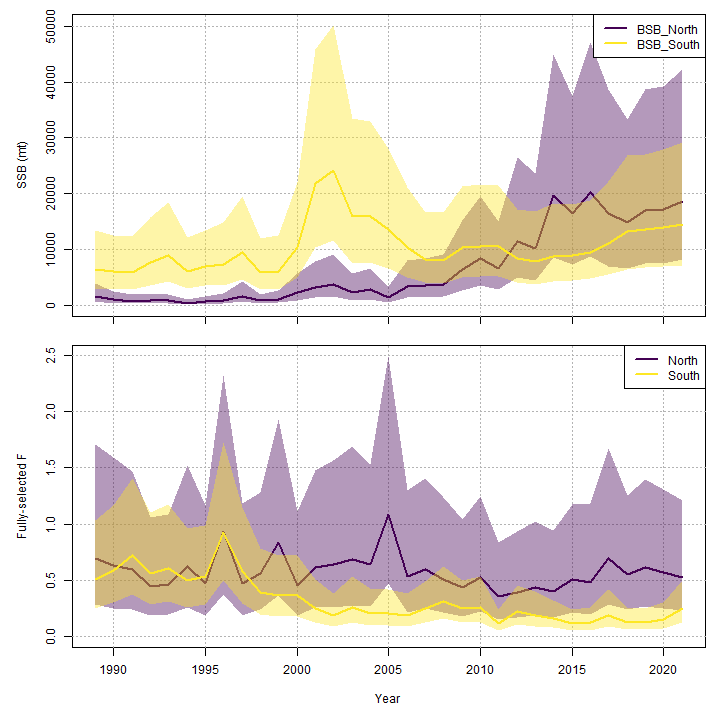 50000
40000
30000
20000
10000
0
SSB (mt)
BSB_North
BSB_South
2.5
2.0
1.5
1.0
0.5
0.0
Fully-selected F
North
South
1990 1995 2000 2005 2010 2015 2020
Year